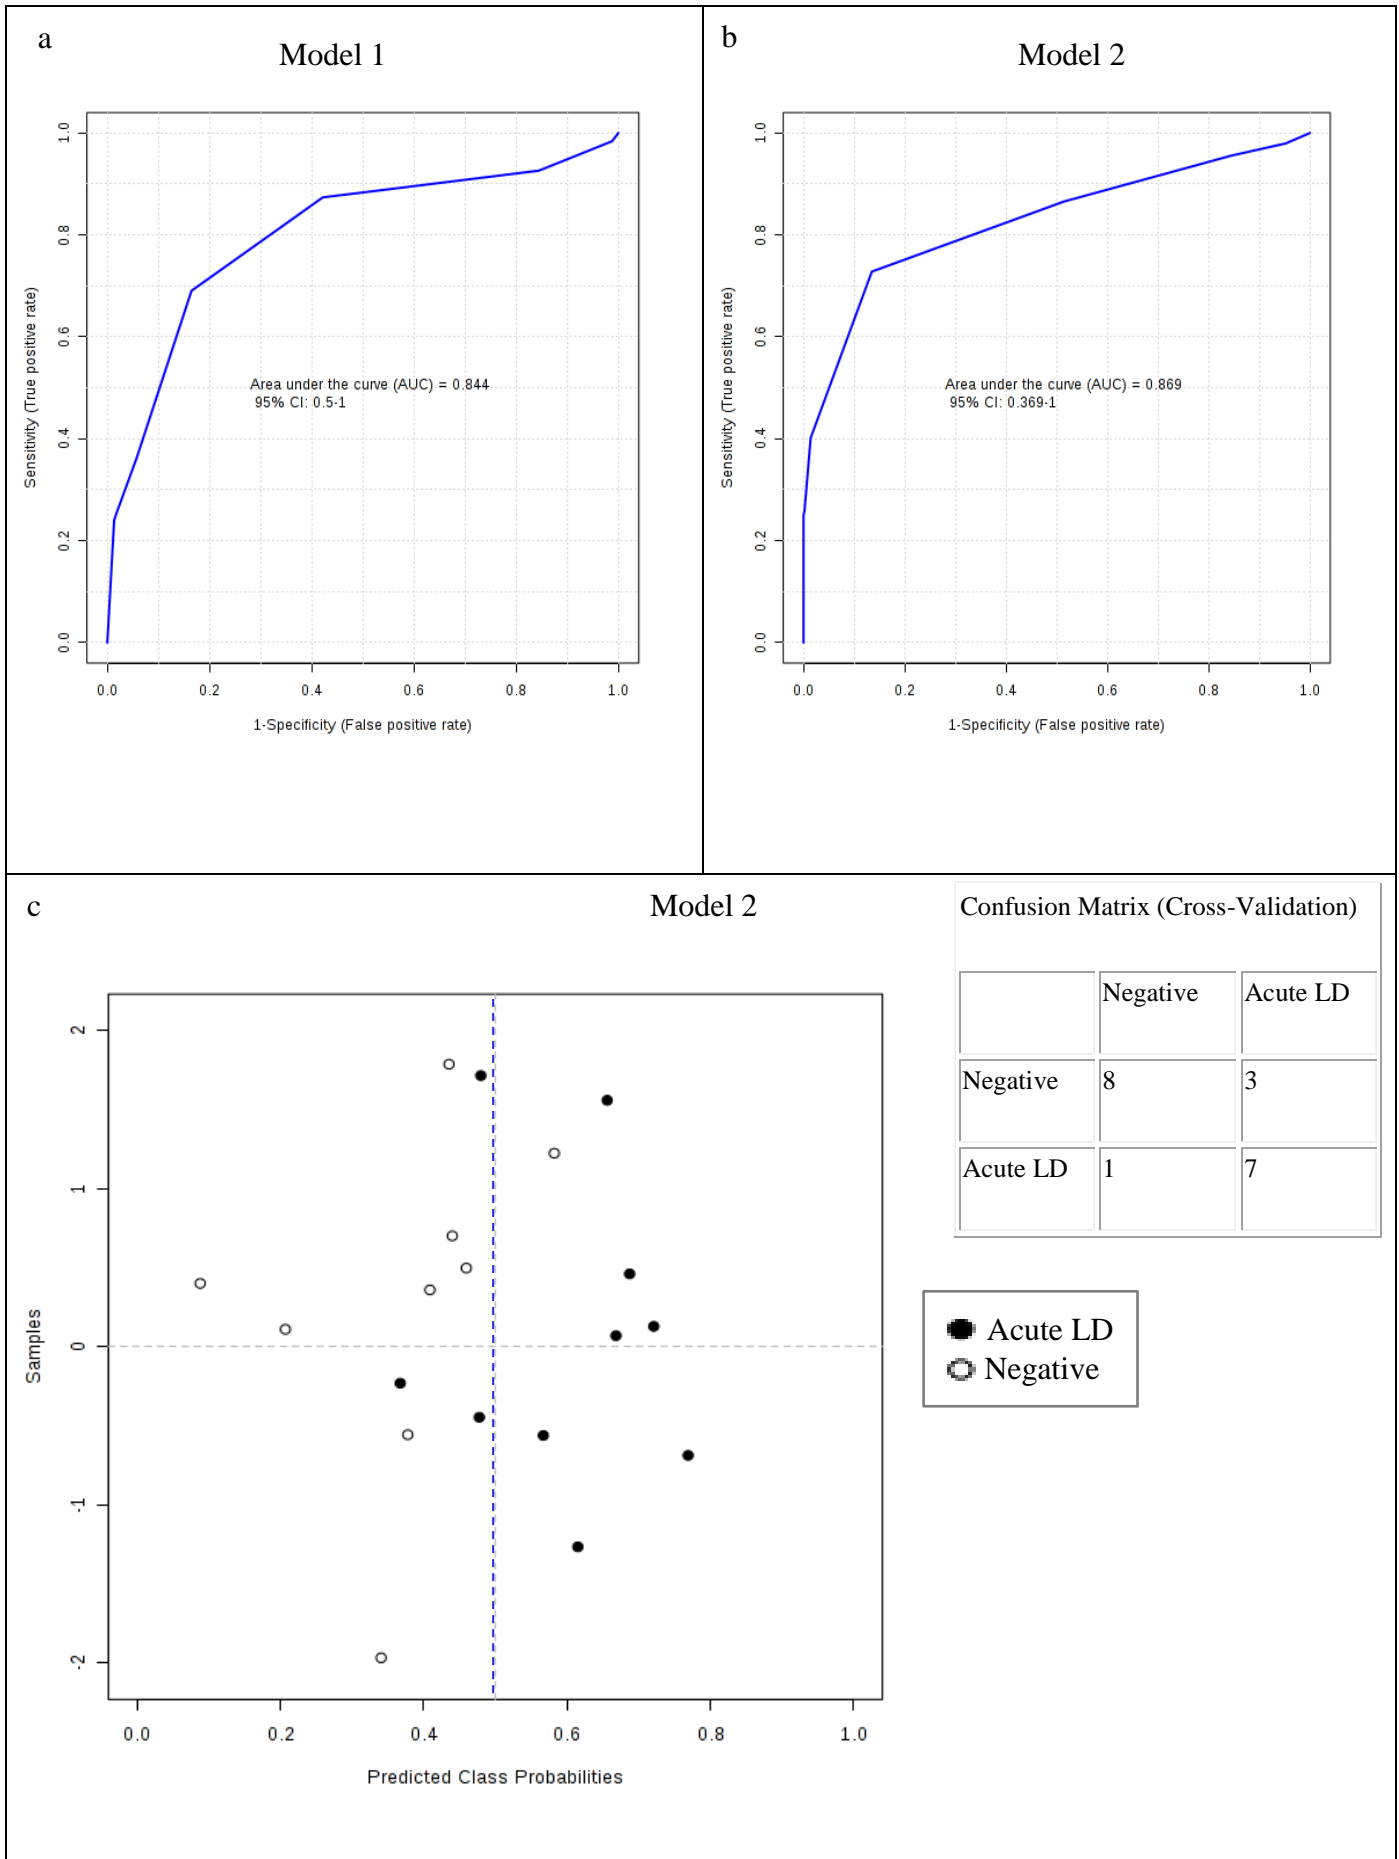 a
Model 1
1.0
0.8
0.6
0.4
0.2
0.0
Sensitivity (True positive rate)
Area under the curve (AUC) = 0.844
95% CI: 0.5-1
0.0 0.2 0.4 0.6 0.8 1.0
1-Specificity (False positive rate)
b
Model 2
1.0
0.8
0.6
0.4
0.2
0.0
Sensitivity (True positive rate)
Area under the curve (AUC) = 0.869
95% CI: 0.369-1
0.0 0.2 0.4 0.6 0.8 1.0
1-Specificity (False positive rate)
c
Model 2
2
1
0
-1
-2
Samples
0.0 0.2 0.4 0.6 0.8 1.0
Predicted Class Probabilities
Confusion Matrix (Cross-Validation)
Negative Acute LD
Negative 8 3
Acute LD 1 7
Acute LD
Negative